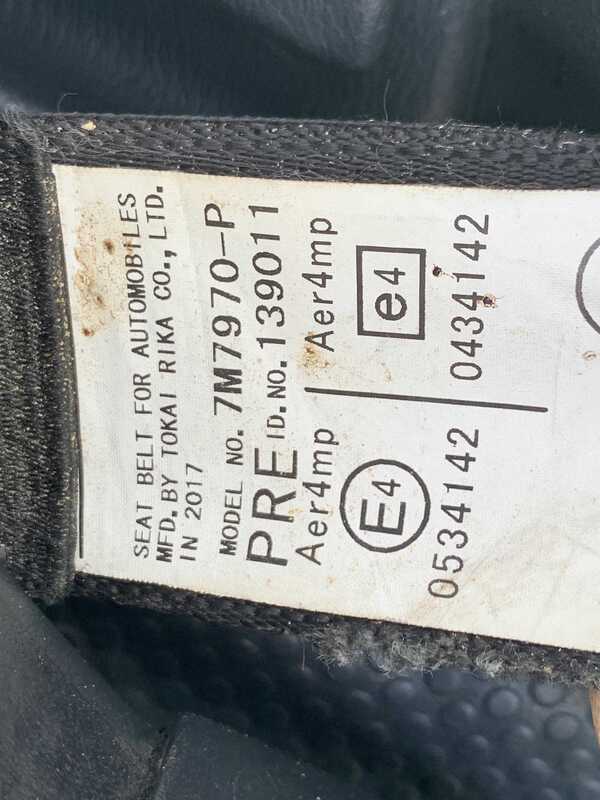 SEAT BELT FOR AUTOMOBILES
MFD. BY TOKAI RIKA CO., LTD.
IN 2017
MODEL NO. 7M7970-P
PRE ID. NO. 139011
Aer4mp Aer4mp
E4 e4
0534142 0434142